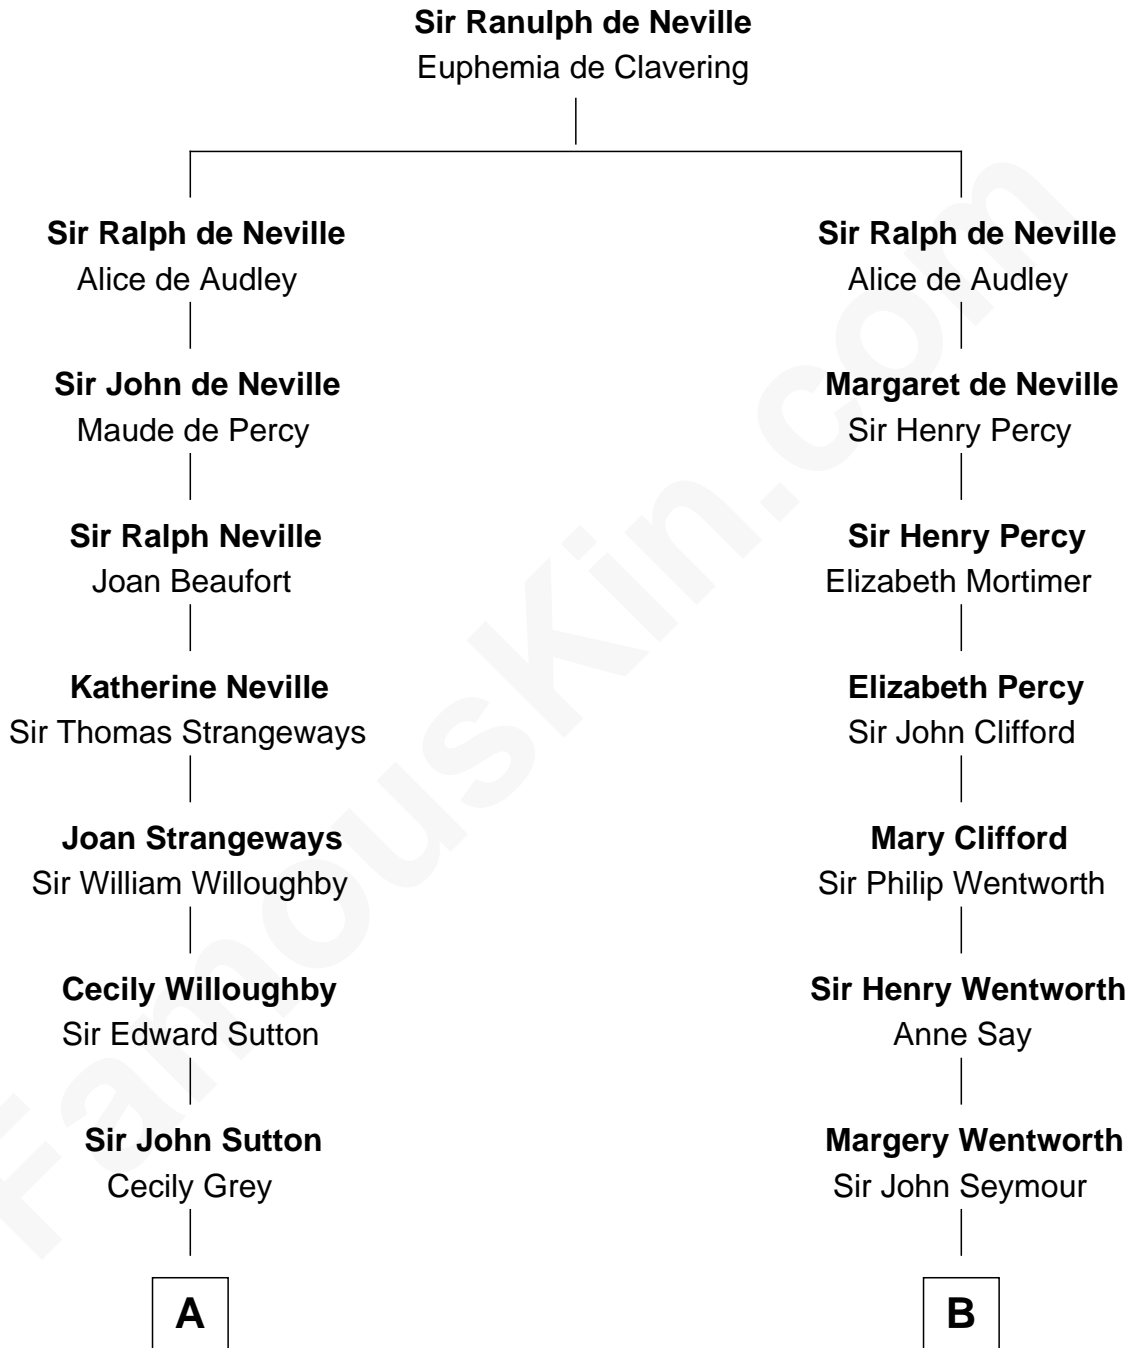 Sir Ranulph de Neville
Euphemia de Clavering
Sir Ralph de Neville
Alice de Audley
Sir John de Neville
Maude de Percy
Sir Ralph Neville
Joan Beaufort
Katherine Neville
Sir Thomas Strangeways
Joan Strangeways
Sir William Willoughby
Cecily Willoughby
Sir Edward Sutton
Sir John Sutton
Cecily Grey
A
Sir Ralph de Neville
Alice de Audley
Margaret de Neville
Sir Henry Percy
Sir Henry Percy
Elizabeth Mortimer
Elizabeth Percy
Sir John Clifford
Mary Clifford
Sir Philip Wentworth
Sir Henry Wentworth
Anne Say
Margery Wentworth
Sir John Seymour
B
FamousKin.com